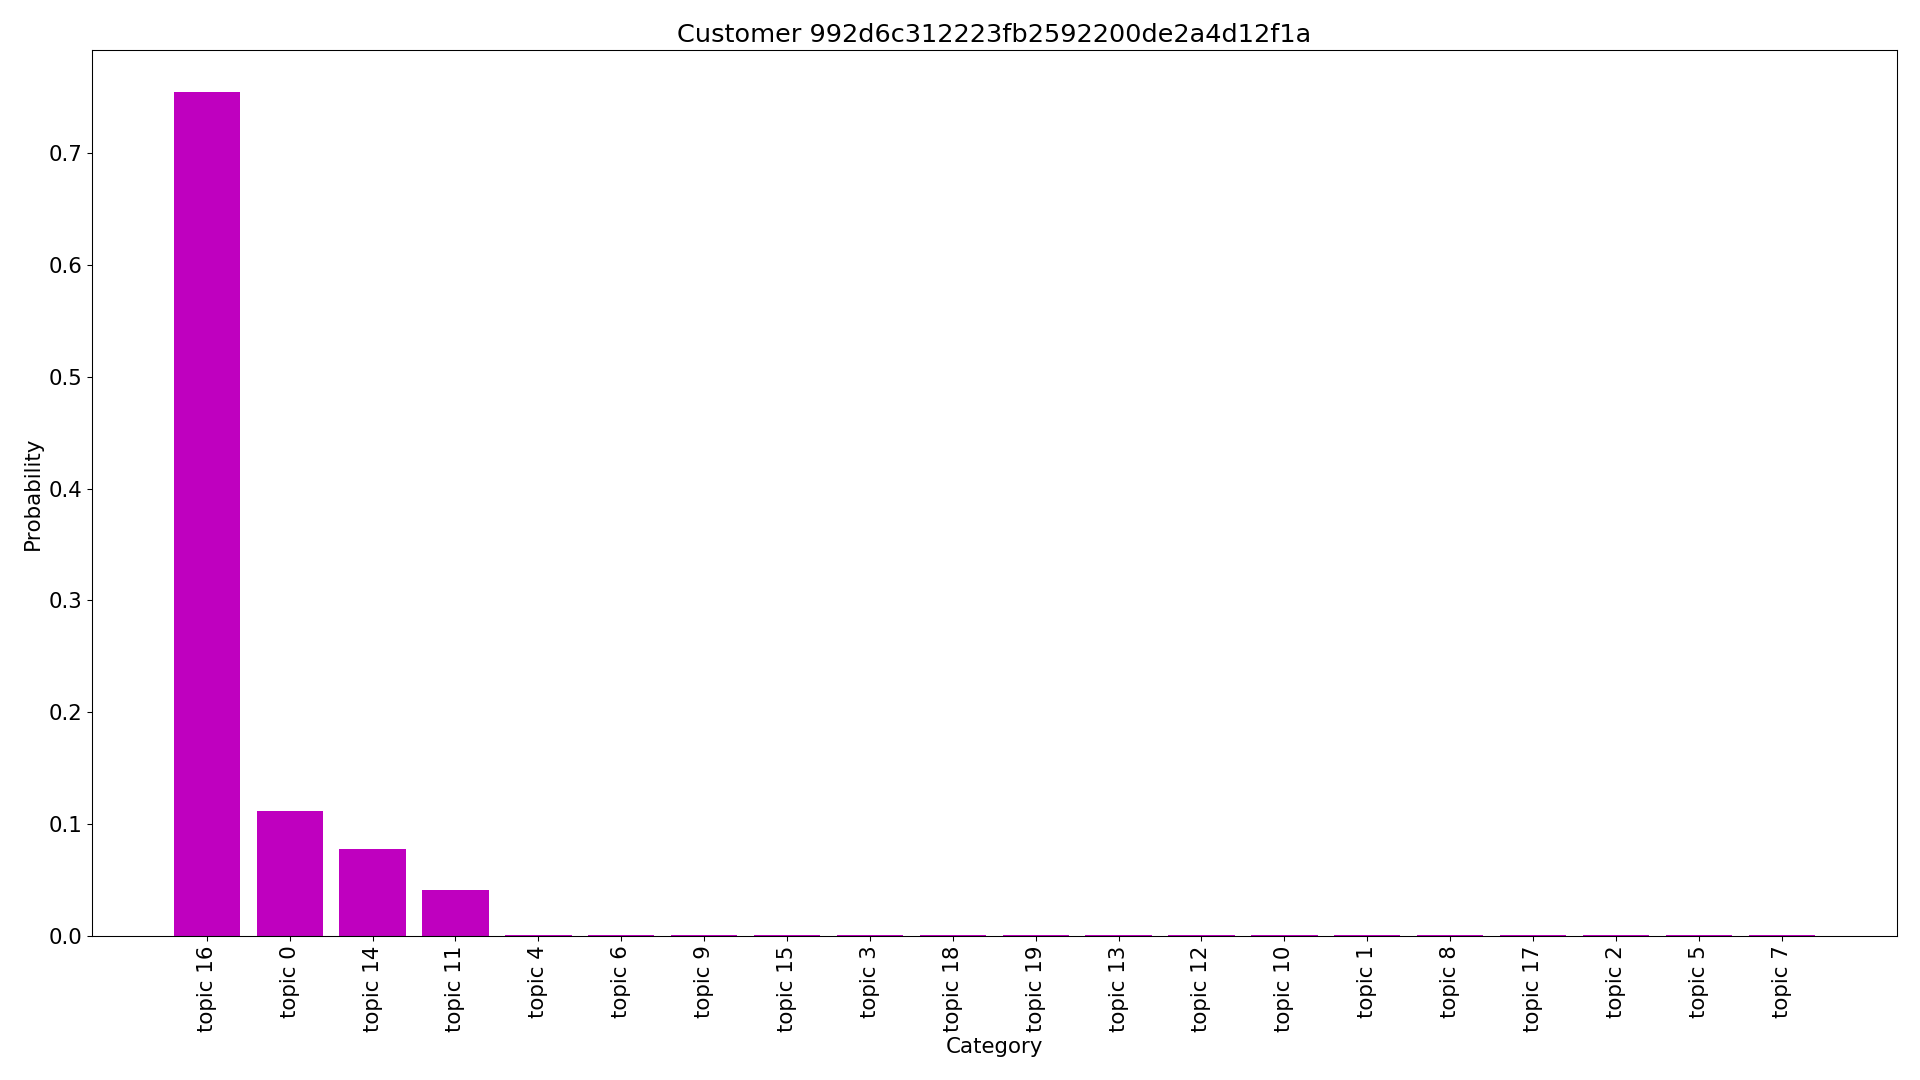 Customer 992d6c312223fb2592200de2a4d12f1a
Probability
0.7
0.6
0.5
0.4
0.3
0.2
0.1
0.0
topic 16
topic 0
topic 14
topic 11
topic 4
topic 6
topic 9
topic 15
topic 3
topic 18
topic 19
topic 13
topic 12
topic 10
topic 1
topic 8
topic 17
topic 2
topic 5
topic 7
Category